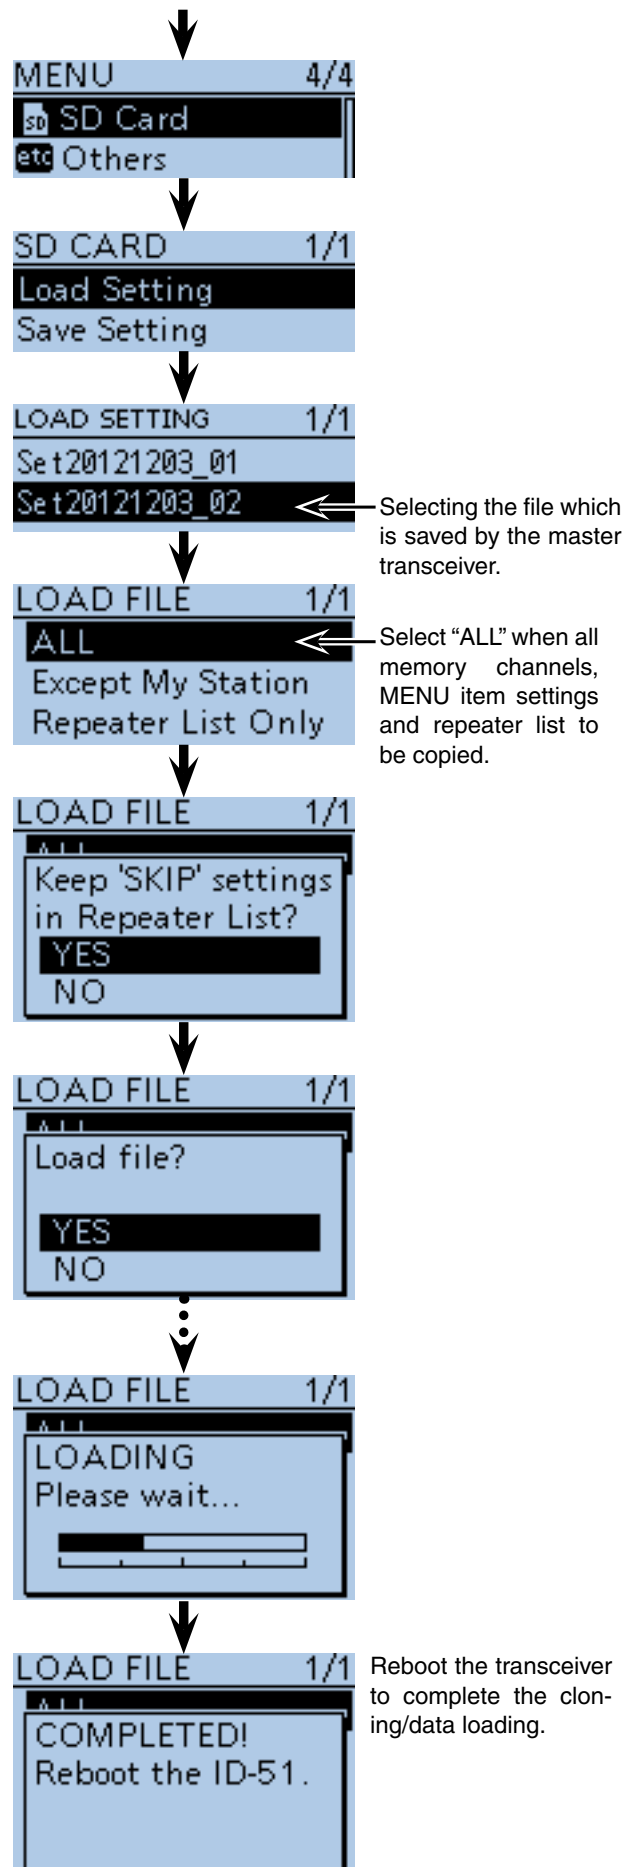 MENU 4/4
SD SD Card
etc Others
SD CARD 1/1
Load Setting
Save Setting
LOAD SETTING 1/1
Set20121203_01
Set20121203_02
Selecting the file which
is saved by the master
transceiver.
LOAD FILE 1/1
ALL
Except My Station
Repeater List Only
Select “ALL” when all
memory channels,
MENU item settings
and repeater list to
be copied.
LOAD FILE 1/1
ALL
Keep 'SKIP' settings
in Repeater List?
YES
NO
LOAD FILE 1/1
ALL
Load file?
YES
NO
LOAD FILE 1/1
ALL
LOADING
Please wait...
LOAD FILE 1/1
ALL
COMPLETED!
Reboot the ID-51.
Reboot the transceiver
to complete the clon-
ing/data loading.